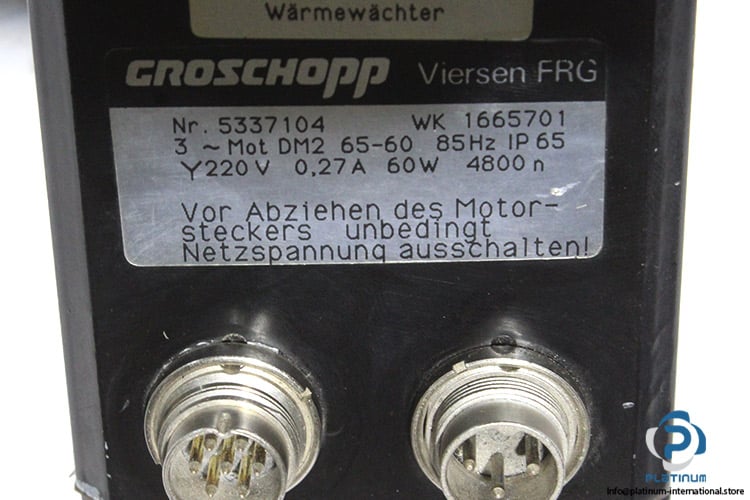 Wärmewächter
GROSCHOPP Viersen FRG
Nr. 5337104 WK 1665701
3 ~ Mot DM2 65-60 85Hz IP 65
Y220 V 0,27A 60W 4800 n
Vor Abziehen des Motor-
steckers unbedingt
Netzspannung ausschalten!
PLATINUM
info@platinum-international.store